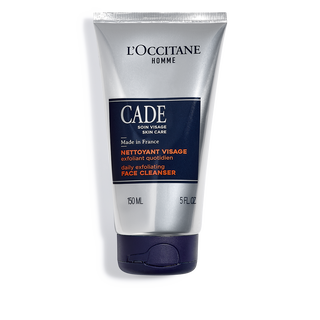 L'OCCITANE
HOMME
CADE
SOIN VISAGE
SKIN CARE
Made in France
NETTOYANT VISAGE
exfoliant quotidien
daily exfoliating
FACE CLEANSER
150 ML 5 FL.OZ